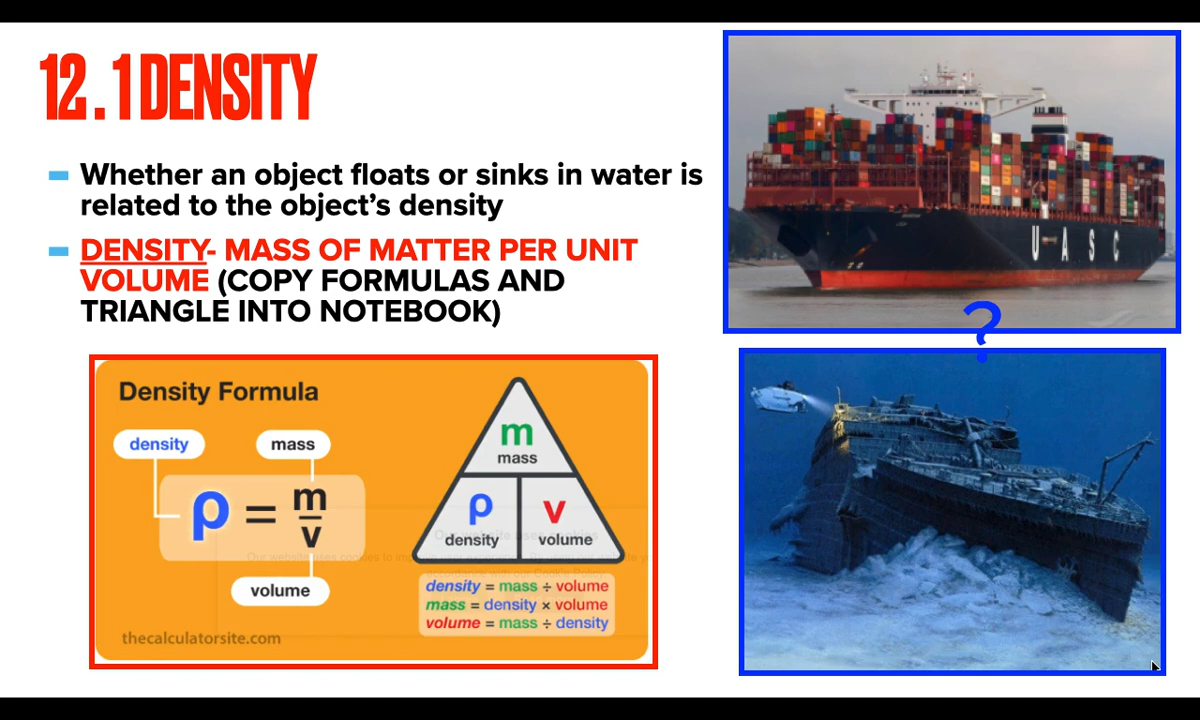 12.1 DENSITY
Whether an object floats or sinks in water is
related to the object’s density
DENSITY- MASS OF MATTER PER UNIT
VOLUME (COPY FORMULAS AND
TRIANGLE INTO NOTEBOOK)
Density Formula
density
mass
ρ = m
v
volume
thecalculatorsite.com
m
mass
ρ
density
v
volume
density = mass ÷ volume
mass = density × volume
volume = mass ÷ density
UASC
?